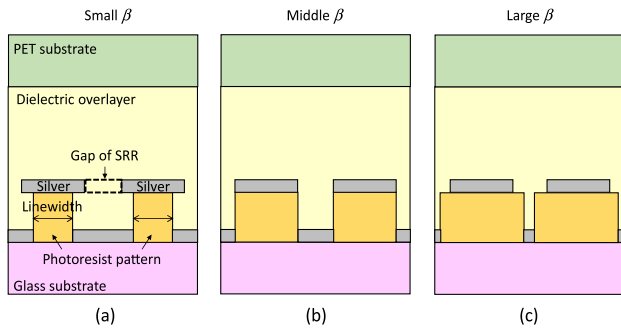 Small β
Middle β
Large β
PET substrate
Dielectric overlayer
Gap of SRR
Silver
Silver
Linewidth
Photoresist pattern
Glass substrate
(a)
(b)
(c)